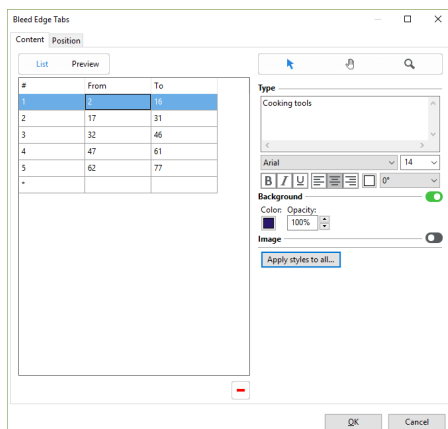 Bleed Edge Tabs
Content Position
List Preview
# From To
1 2 16
2 17 31
3 32 46
4 47 61
5 62 77
*
Type
Cooking tools
Arial 14
B I U 0°
Background
Color: Opacity:
100%
Image
Apply styles to all...
OK Cancel